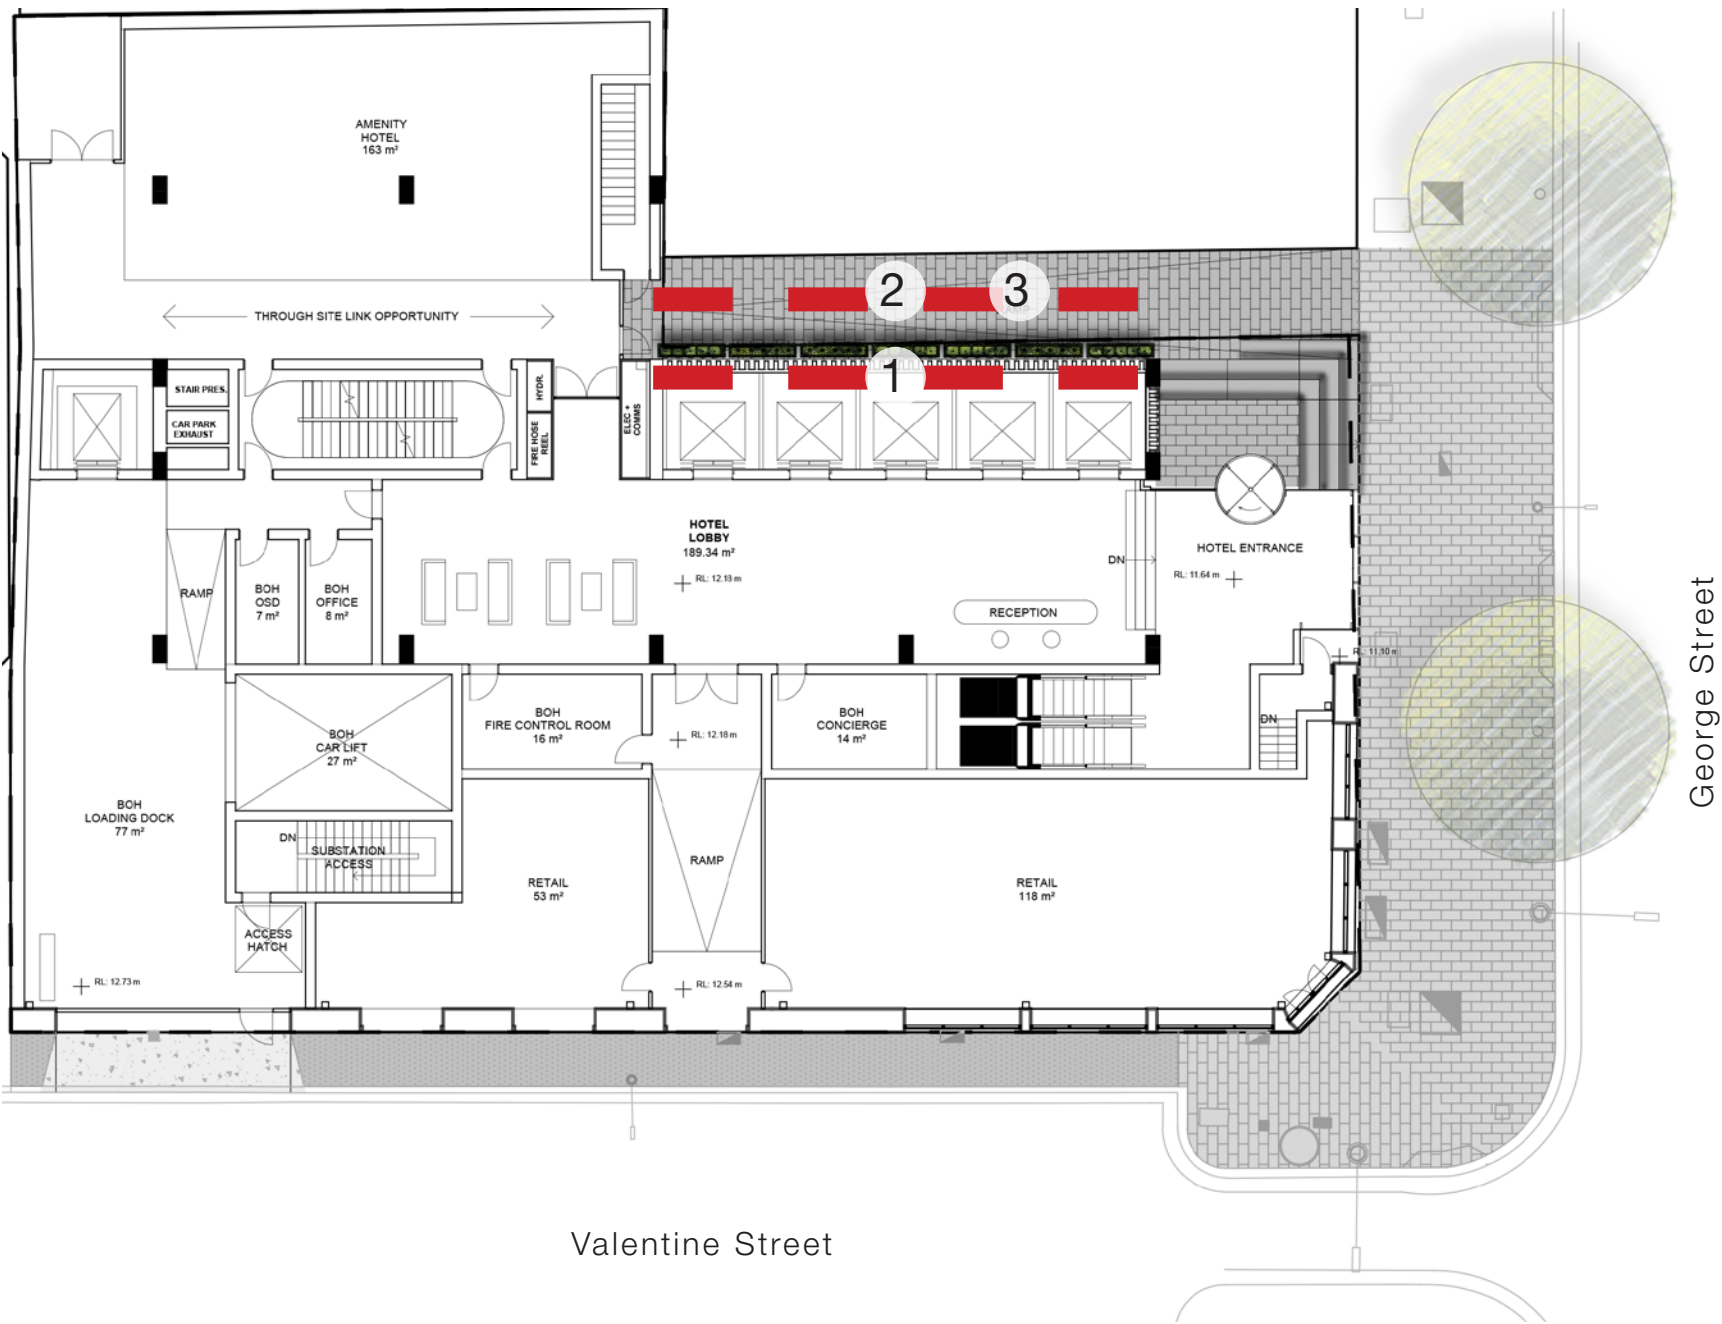 AMENITY
HOTEL
163 m²
2
3
THROUGH SITE LINK OPPORTUNITY
1
STAIR PRES.
CAR PARK
EXHAUST
HYDR.
FIRE HOSE
REEL
ELEC +
COMMS
HOTEL
LOBBY
189.34 m²
RL: 12.18 m
DN
HOTEL ENTRANCE
RL: 11.64 m
RAMP
BOH
OSD
7 m²
BOH
OFFICE
8 m²
RECEPTION
RL: 11.10 m
George Street
BOH
CAR LIFT
27 m²
BOH
FIRE CONTROL ROOM
16 m²
RL: 12.18 m
BOH
CONCIERGE
14 m²
DN
BOH
LOADING DOCK
77 m²
DN
SUBSTATION
ACCESS
RAMP
RETAIL
53 m²
RETAIL
118 m²
ACCESS
HATCH
RL: 12.73 m
RL: 12.54 m
Valentine Street